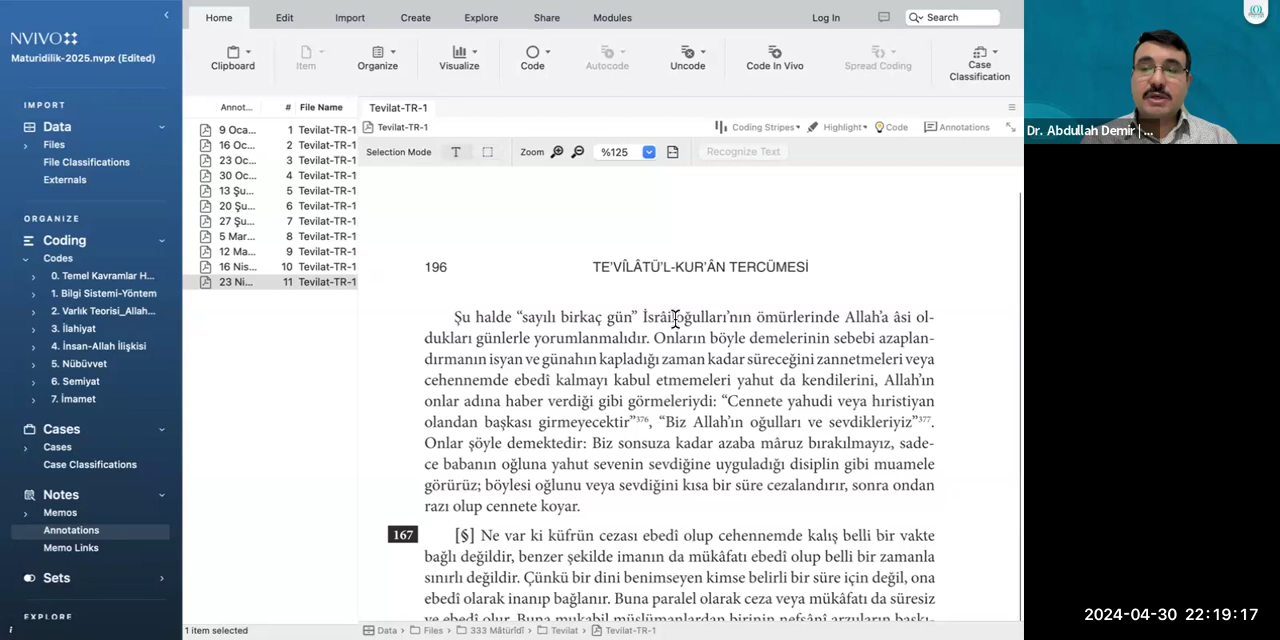 NVIVO
Maturidilik-2025.nvpx (Edited)
IMPORT
Data
Files
File Classifications
Externals
ORGANIZE
Coding
Codes
0. Temel Kavramlar H...
1. Bilgi Sistemi-Yöntem
2. Varlık Teorisi_Allah...
3. İlahiyat
4. İnsan-Allah İlişkisi
5. Nübüvvet
6. Semiyat
7. İmamet
Cases
Cases
Case Classifications
Notes
Memos
Annotations
Memo Links
Sets
EXPLORE
Home Edit Import Create Explore Share Modules Log In Search
Clipboard Item Organize Visualize Code Autocode Uncode Code In Vivo Spread Coding Case Classification
Annot... # File Name
9 Oca... 1 Tevilat-TR-1
16 Oc... 2 Tevilat-TR-1
23 Oc... 3 Tevilat-TR-1
30 Oc... 4 Tevilat-TR-1
13 Şu... 5 Tevilat-TR-1
20 Şu... 6 Tevilat-TR-1
27 Şu... 7 Tevilat-TR-1
5 Mar... 8 Tevilat-TR-1
12 Ma... 9 Tevilat-TR-1
16 Nis... 10 Tevilat-TR-1
23 Ni... 11 Tevilat-TR-1
1 item selected
Tevilat-TR-1
Tevilat-TR-1 Coding Stripes Highlight Code Annotations
Selection Mode T Zoom %125 Recognize Text
196 TE'VÎLÂTÜ'L-KUR'ÂN TERCÜMESİ
Şu halde “sayılı birkaç gün” İsrâiloğulları’nın ömürlerinde Allah’a âsi ol-
dukları günlerle yorumlanmalıdır. Onların böyle demelerinin sebebi azaplan-
dırmanın isyan ve günahın kapladığı zaman kadar süreceğini zannetmeleri veya
cehennemde ebedî kalmayı kabul etmemeleri yahut da kendilerini, Allah’ın
onlar adına haber verdiği gibi görmeleriydi: “Cennete yahudi veya hıristiyan
olandan başkası girmeyecektir”³⁷⁶, “Biz Allah’ın oğulları ve sevdikleriyiz”³⁷⁷.
Onlar şöyle demektedir: Biz sonsuza kadar azaba mâruz bırakılmayız, sade-
ce babanın oğluna yahut sevenin sevdiğine uyguladığı disiplin gibi muamele
görürüz; böylesi oğlunu veya sevdiğini kısa bir süre cezalandırır, sonra ondan
razı olup cennete koyar.
167 [§] Ne var ki küfrün cezası ebedî olup cehennemde kalış belli bir vakte
bağlı değildir, benzer şekilde imanın da mükâfatı ebedî olup belli bir zamanla
sınırlı değildir. Çünkü bir dini benimseyen kimse belirli bir süre için değil, ona
ebedî olarak inanıp bağlanır. Buna paralel olarak ceza veya mükâfatı da süresiz
ve ebedî olur. Buna mukabil müslümanlardan birinin nefsânî arzuların baskı-
Data Files 333 Mâtürîdî Tevilat Tevilat-TR-1
Dr. Abdullah Demir | ...
2024-04-30 22:19:17